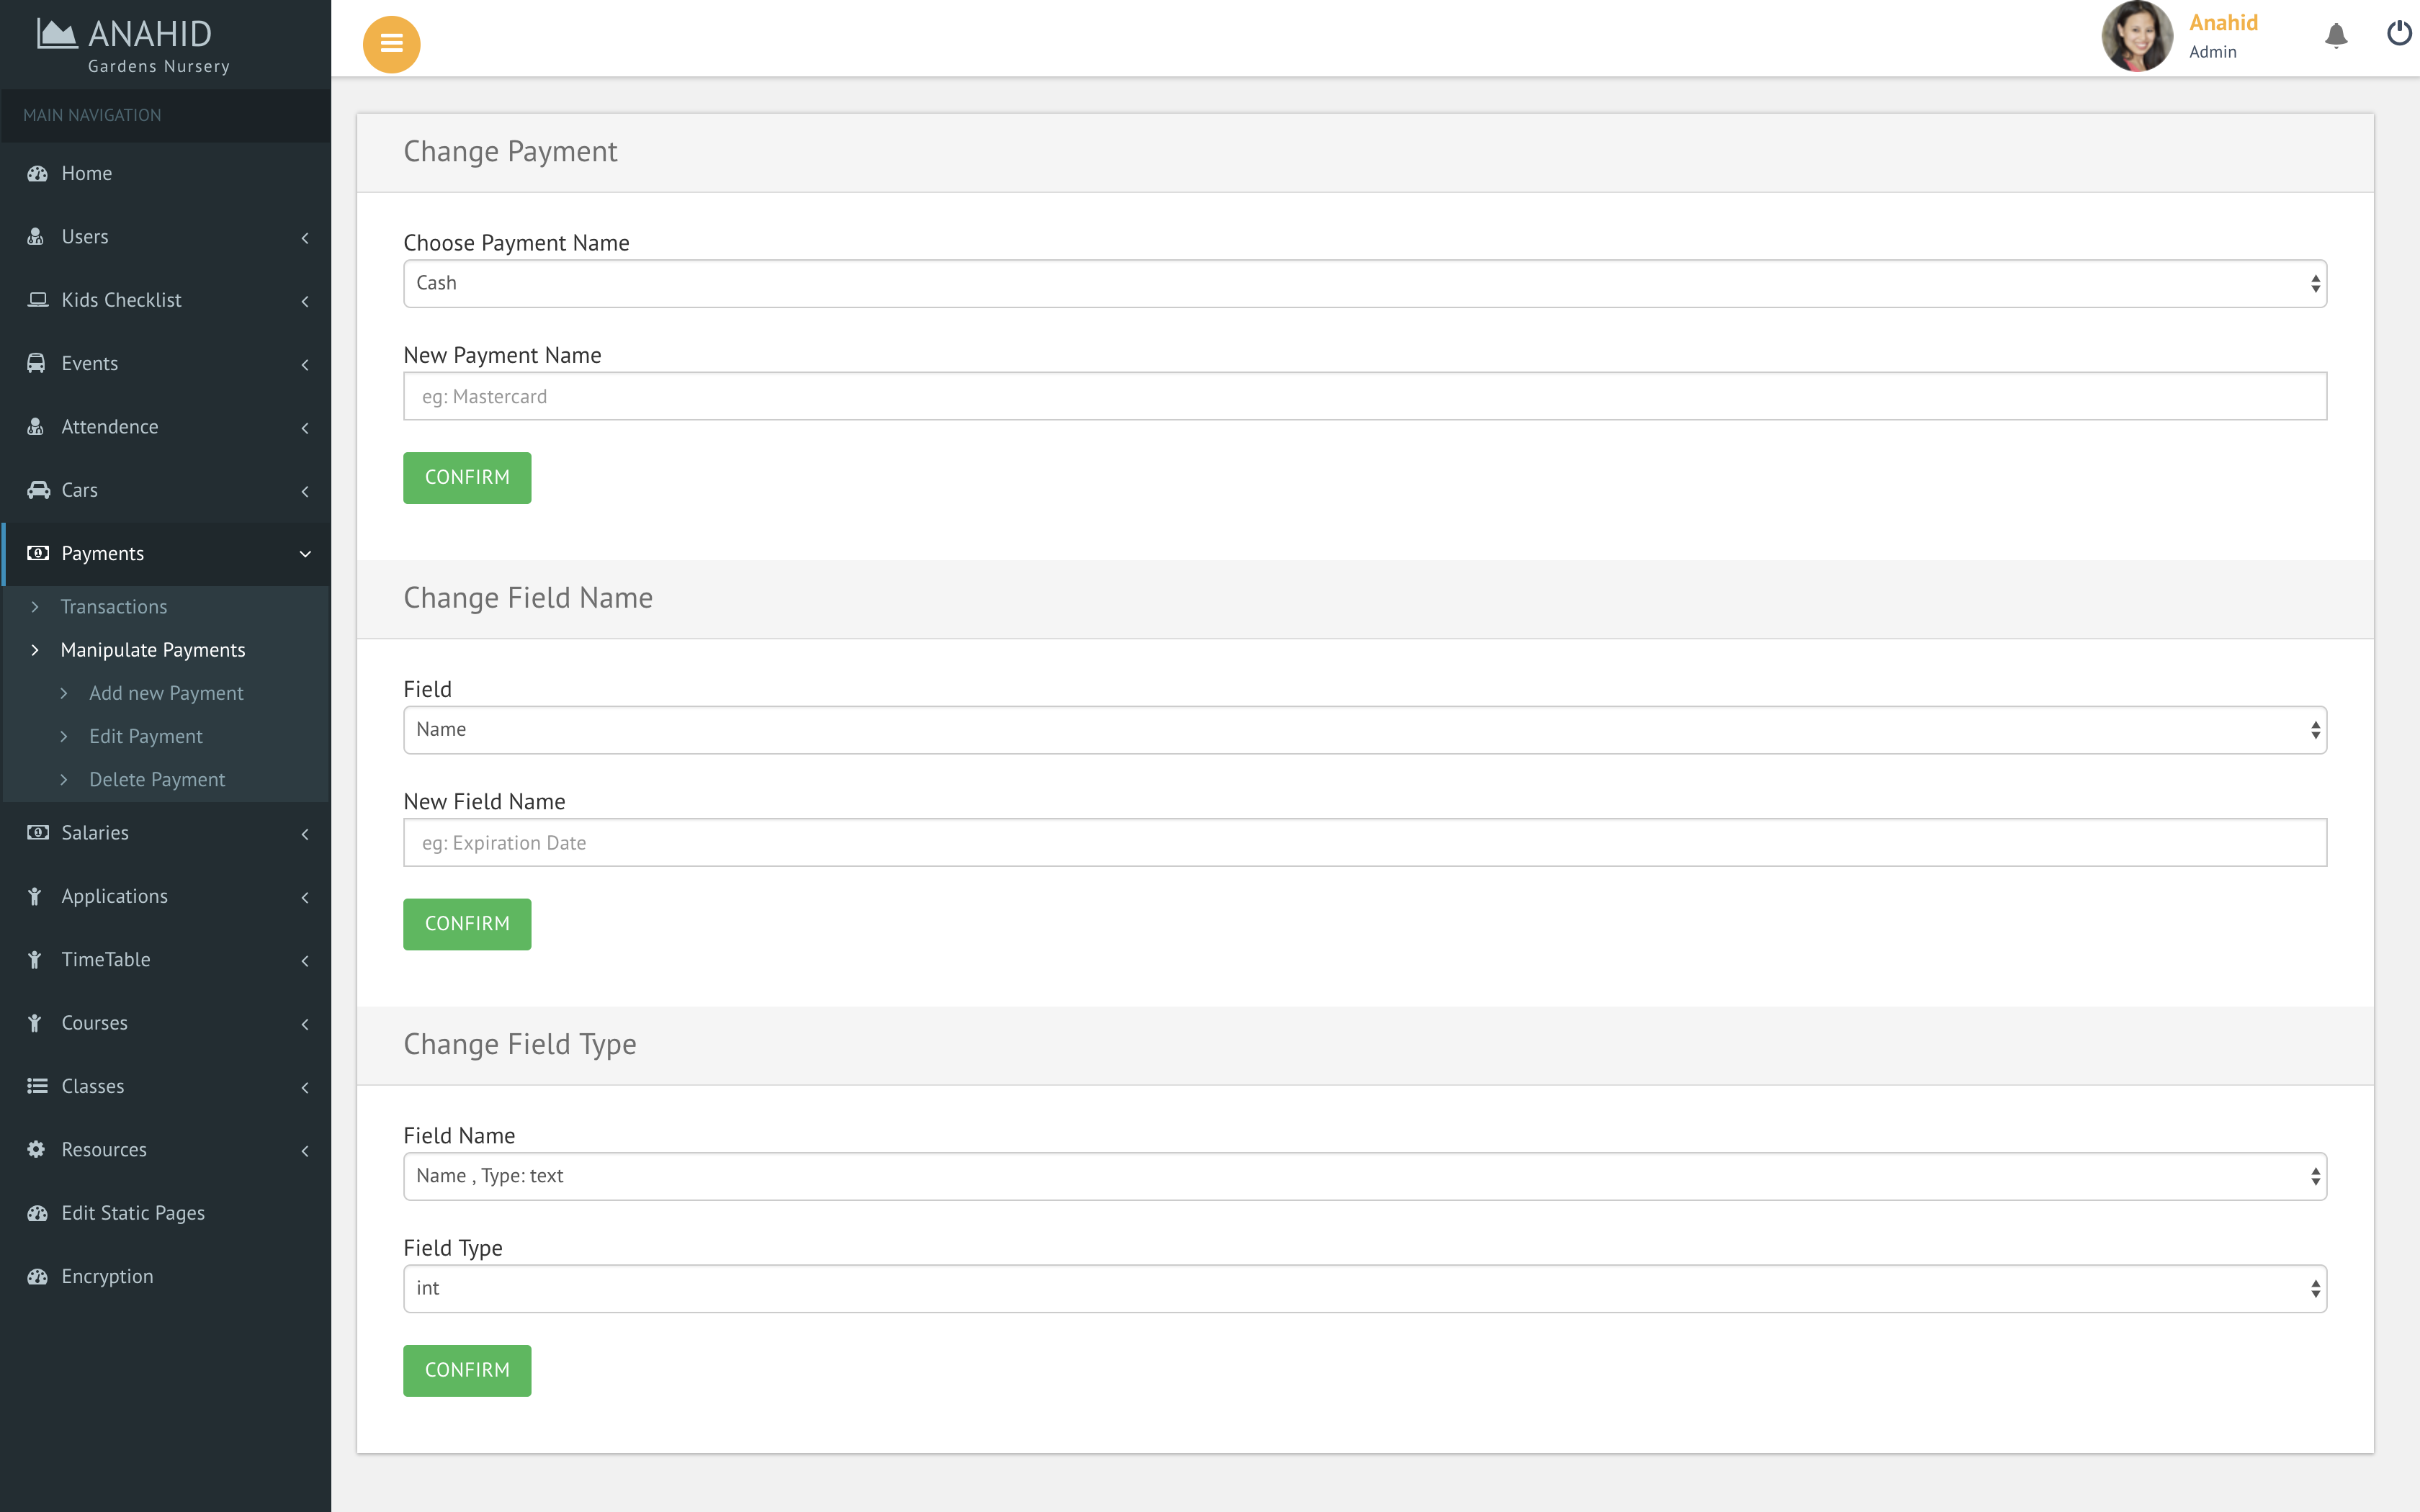 ANAHID
Gardens Nursery
MAIN NAVIGATION
Home
Users
Kids Checklist
Events
Attendence
Cars
Payments
Transactions
Manipulate Payments
Add new Payment
Edit Payment
Delete Payment
Salaries
Applications
TimeTable
Courses
Classes
Resources
Edit Static Pages
Encryption
Anahid
Admin
Change Payment
Choose Payment Name
Cash
New Payment Name
eg: Mastercard
CONFIRM
Change Field Name
Field
Name
New Field Name
eg: Expiration Date
CONFIRM
Change Field Type
Field Name
Name , Type: text
Field Type
int
CONFIRM